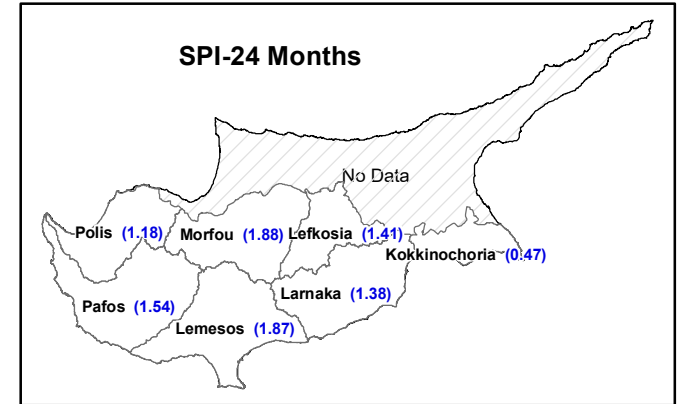 SPI-24 Months
No Data
Polis (1.18)
Morfou (1.88)
Lefkosia (1.41)
Kokkinochoria (0.47)
Pafos (1.54)
Larnaka (1.38)
Lemesos (1.87)